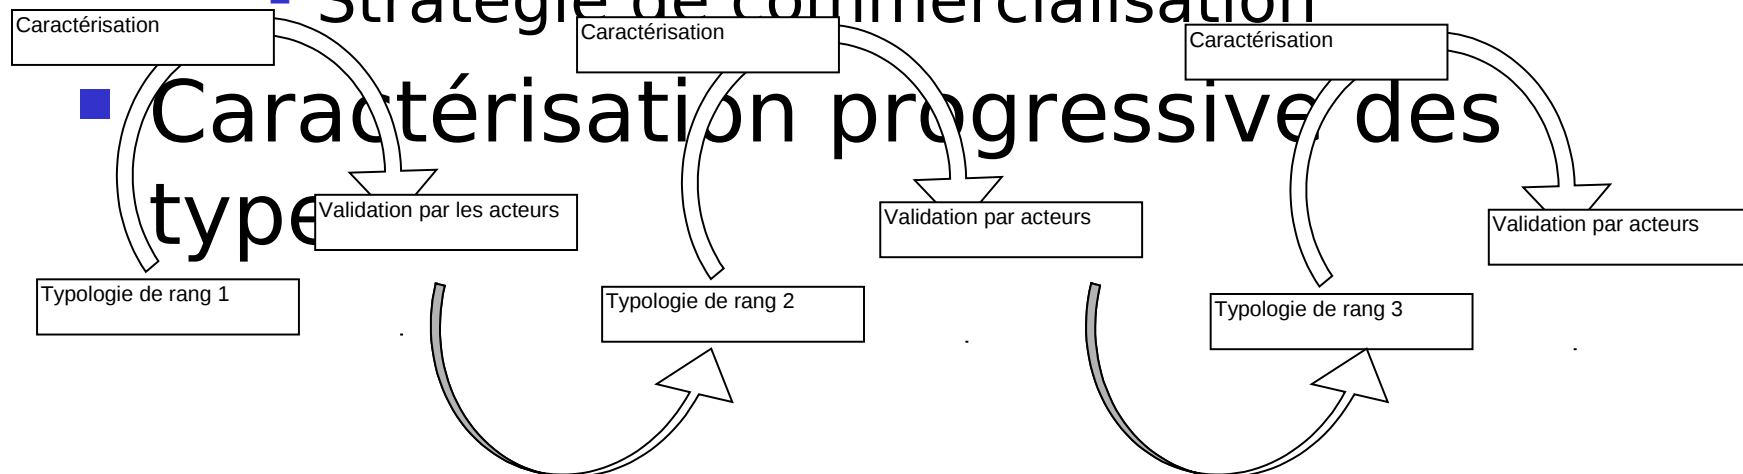 Stratégie de commercialisation
Caractérisation
Caractérisation
Caractérisation
Caractérisation progressive des
Validation par les acteurs
Validation par acteurs
Validation par acteurs
Typologie de rang 1
Typologie de rang 2
Typologie de rang 3